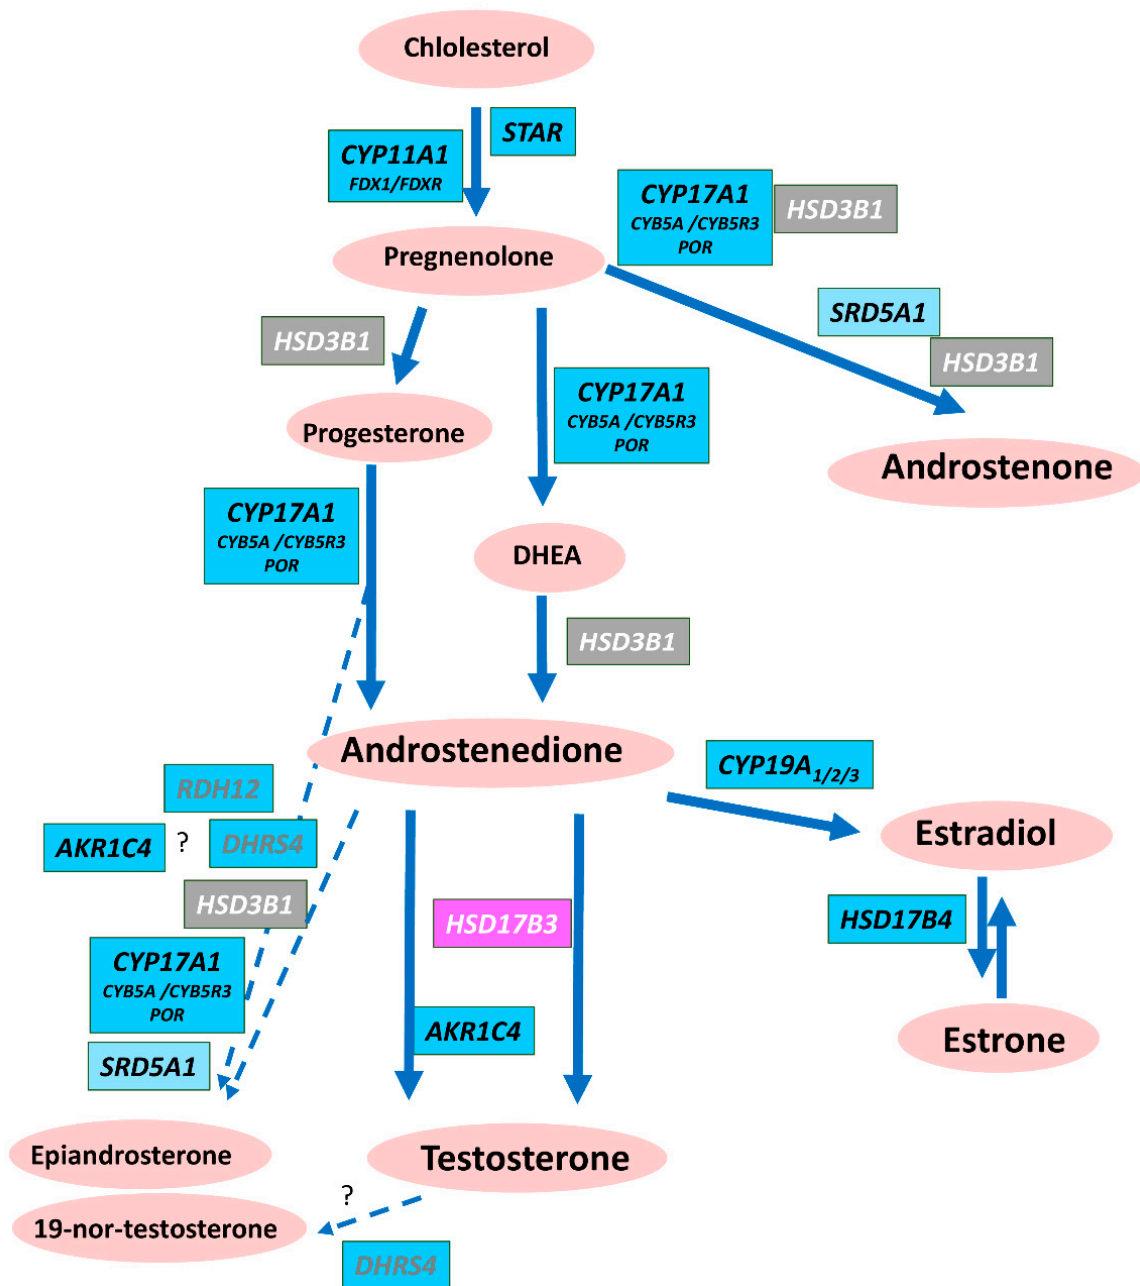 Chlolesterol
STAR
CYP11A1
FDX1/FDXR
CYP17A1
CYB5A /CYB5R3
POR
HSD3B1
Pregnenolone
SRD5A1
HSD3B1
HSD3B1
CYP17A1
CYB5A /CYB5R3
POR
Progesterone
Androstenone
CYP17A1
CYB5A /CYB5R3
POR
DHEA
HSD3B1
Androstenedione
CYP19A1/2/3
RDH12
AKR1C4 ? DHRS4
Estradiol
HSD3B1
HSD17B3
HSD17B4
CYP17A1
CYB5A /CYB5R3
POR
AKR1C4
Estrone
SRD5A1
Epiandrosterone
Testosterone
?
19-nor-testosterone
DHRS4